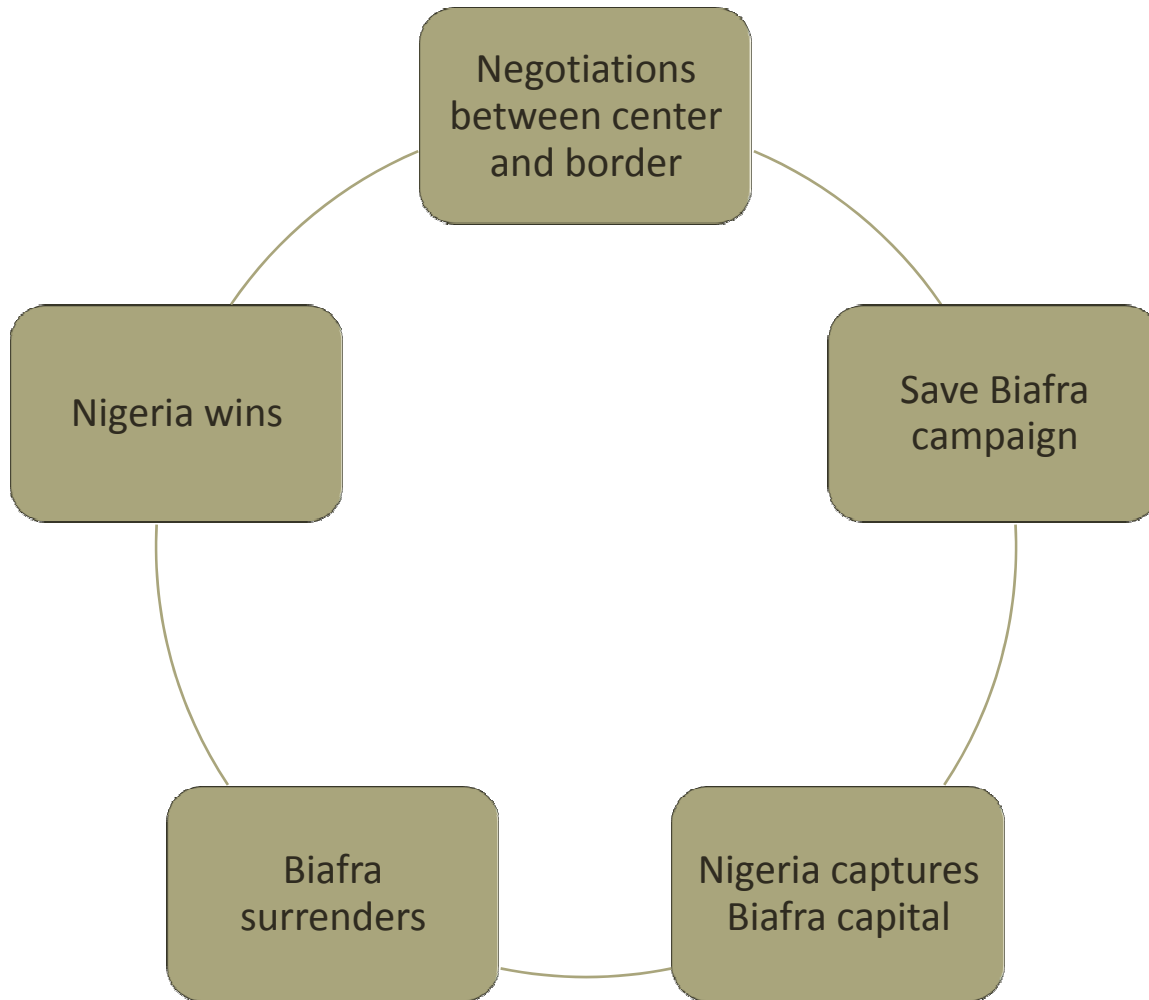 Negotiations
between center
and border
Save Biafra
campaign
Nigeria captures
Biafra capital
Biafra
surrenders
Nigeria wins